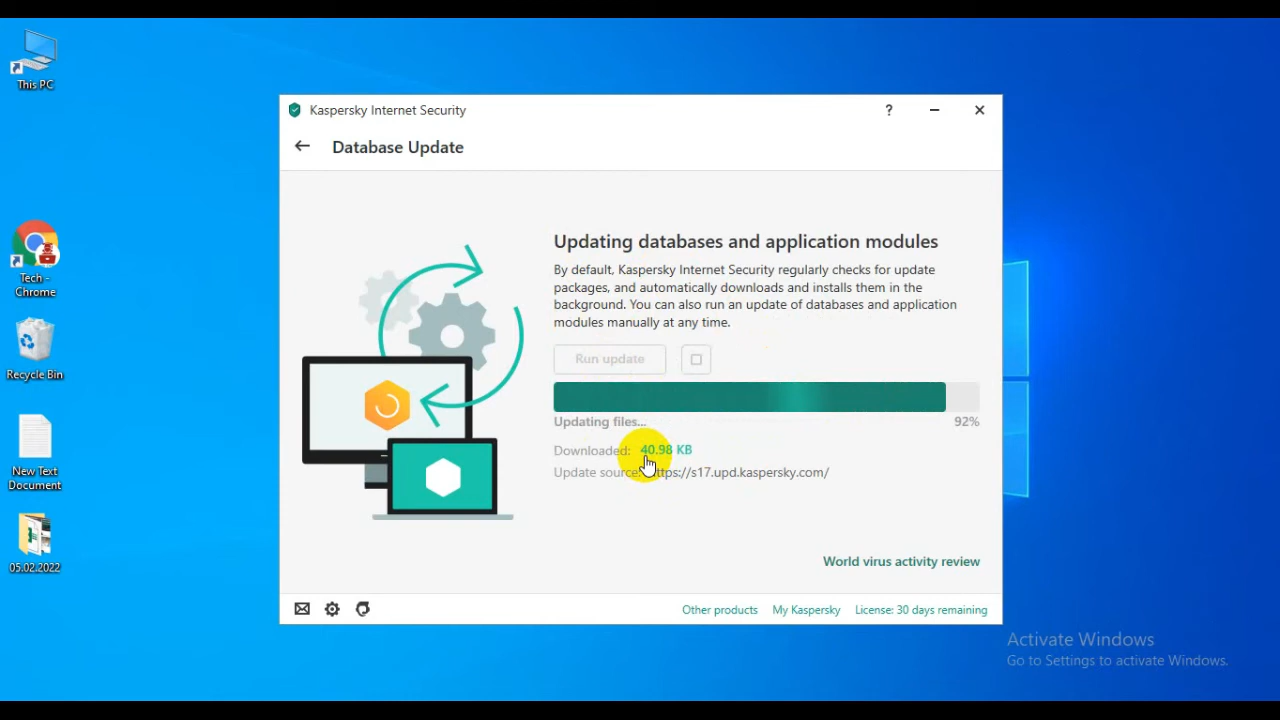 This PC
Tech -
Chrome
Recycle Bin
New Text
Document
05.02.2022
Kaspersky Internet Security
?
Database Update
Updating databases and application modules
By default, Kaspersky Internet Security regularly checks for update
packages, and automatically downloads and installs them in the
background. You can also run an update of databases and application
modules manually at any time.
Run update
Updating files...
92%
Downloaded: 40.98 KB
Update source: https://s17.upd.kaspersky.com/
World virus activity review
Other products My Kaspersky License: 30 days remaining
Activate Windows
Go to Settings to activate Windows.